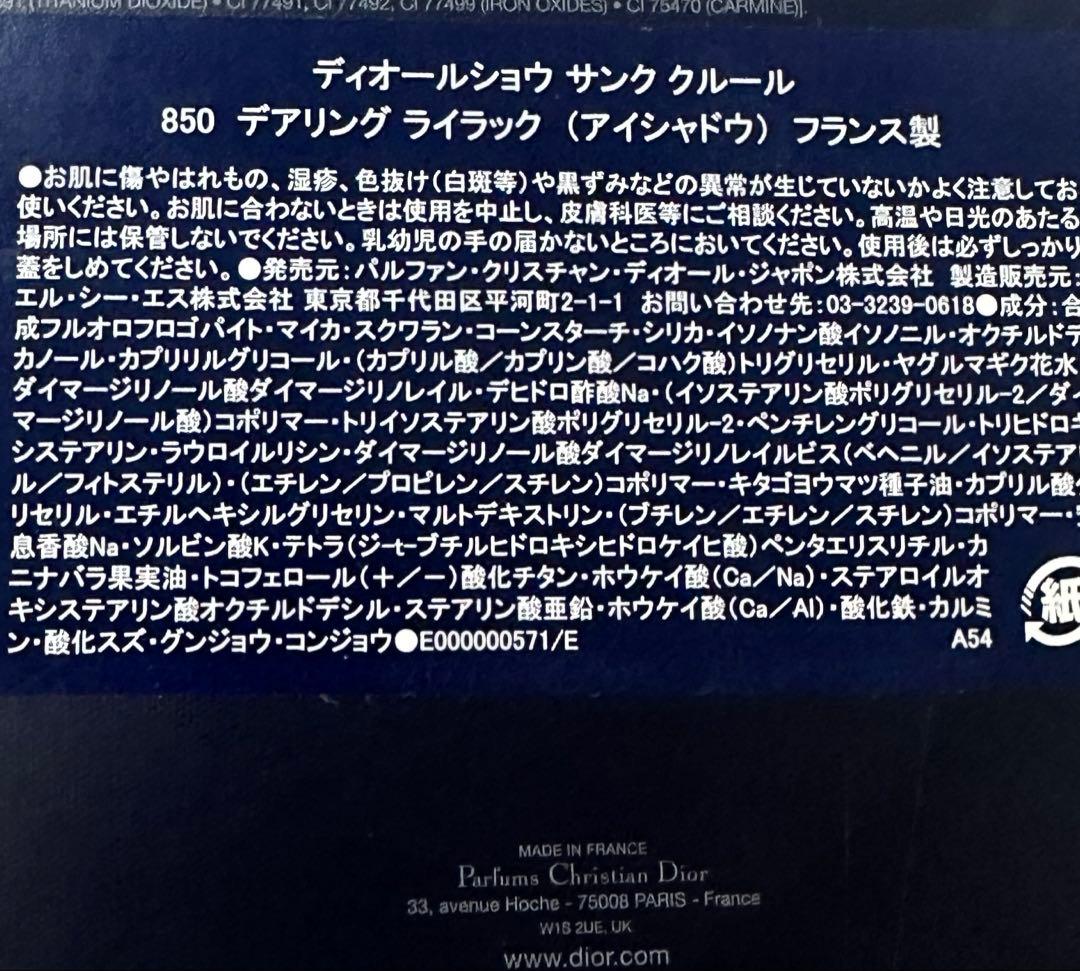 (TITANIUM DIOXIDE) • CI 77491, CI 77492, CI 77499 (IRON OXIDES) • CI 75470 (CARMINE)].
ディオールショウ サンク クルール
850 デアリング ライラック （アイシャドウ） フランス製
●お肌に傷やはれもの、湿疹、色抜け（白斑等）や黒ずみなどの異常が生じていないかよく注意してお
使いください。お肌に合わないときは使用を中止し、皮膚科医等にご相談ください。高温や日光のあたる
場所には保管しないでください。乳幼児の手の届かないところにおいてください。使用後は必ずしっかり
蓋をしめてください。●発売元：パルファン・クリスチャン・ディオール・ジャポン株式会社 製造販売元：
エル・シー・エス株式会社 東京都千代田区平河町2-1-1 お問い合わせ先：03-3239-0618●成分：合
成フルオロフロゴパイト・マイカ・スクワラン・コーンスターチ・シリカ・イソノナン酸イソノニル・オクチルドデ
カノール・カプリリルグリコール・（カプリル酸／カプリン酸／コハク酸）トリグリセリル・ヤグルマギク花水
ダイマージリノール酸ダイマージリノレイル・デヒドロ酢酸Na・（イソステアリン酸ポリグリセリル-2／ダイ
マージリノール酸）コポリマー・トリイソステアリン酸ポリグリセリル-2・ペンチレングリコール・トリヒドロキ
システアリン・ラウロイルリシン・ダイマージリノール酸ダイマージリノレイルビス（ベヘニル／イソステアリ
ル／フィトステリル）・（エチレン／プロピレン／スチレン）コポリマー・キタゴヨウマツ種子油・カプリル酸
リセリル・エチルヘキシルグリセリン・マルトデキストリン・（ブチレン／エチレン／スチレン）コポリマー・
息香酸Na・ソルビン酸K・テトラ（ジ-t-ブチルヒドロキシヒドロケイヒ酸）ペンタエリスリチル・カ
ニナバラ果実油・トコフェロール（＋／－）酸化チタン・ホウケイ酸（Ca／Na）・ステアロイルオ
キシステアリン酸オクチルドデシル・ステアリン酸亜鉛・ホウケイ酸（Ca／Al）・酸化鉄・カルミ
ン・酸化スズ・グンジョウ・コンジョウ●E000000571/E
A54
紙
MADE IN FRANCE
Parfums Christian Dior
33, avenue Hoche - 75008 PARIS - France
W1S 2UE, UK
www.dior.com